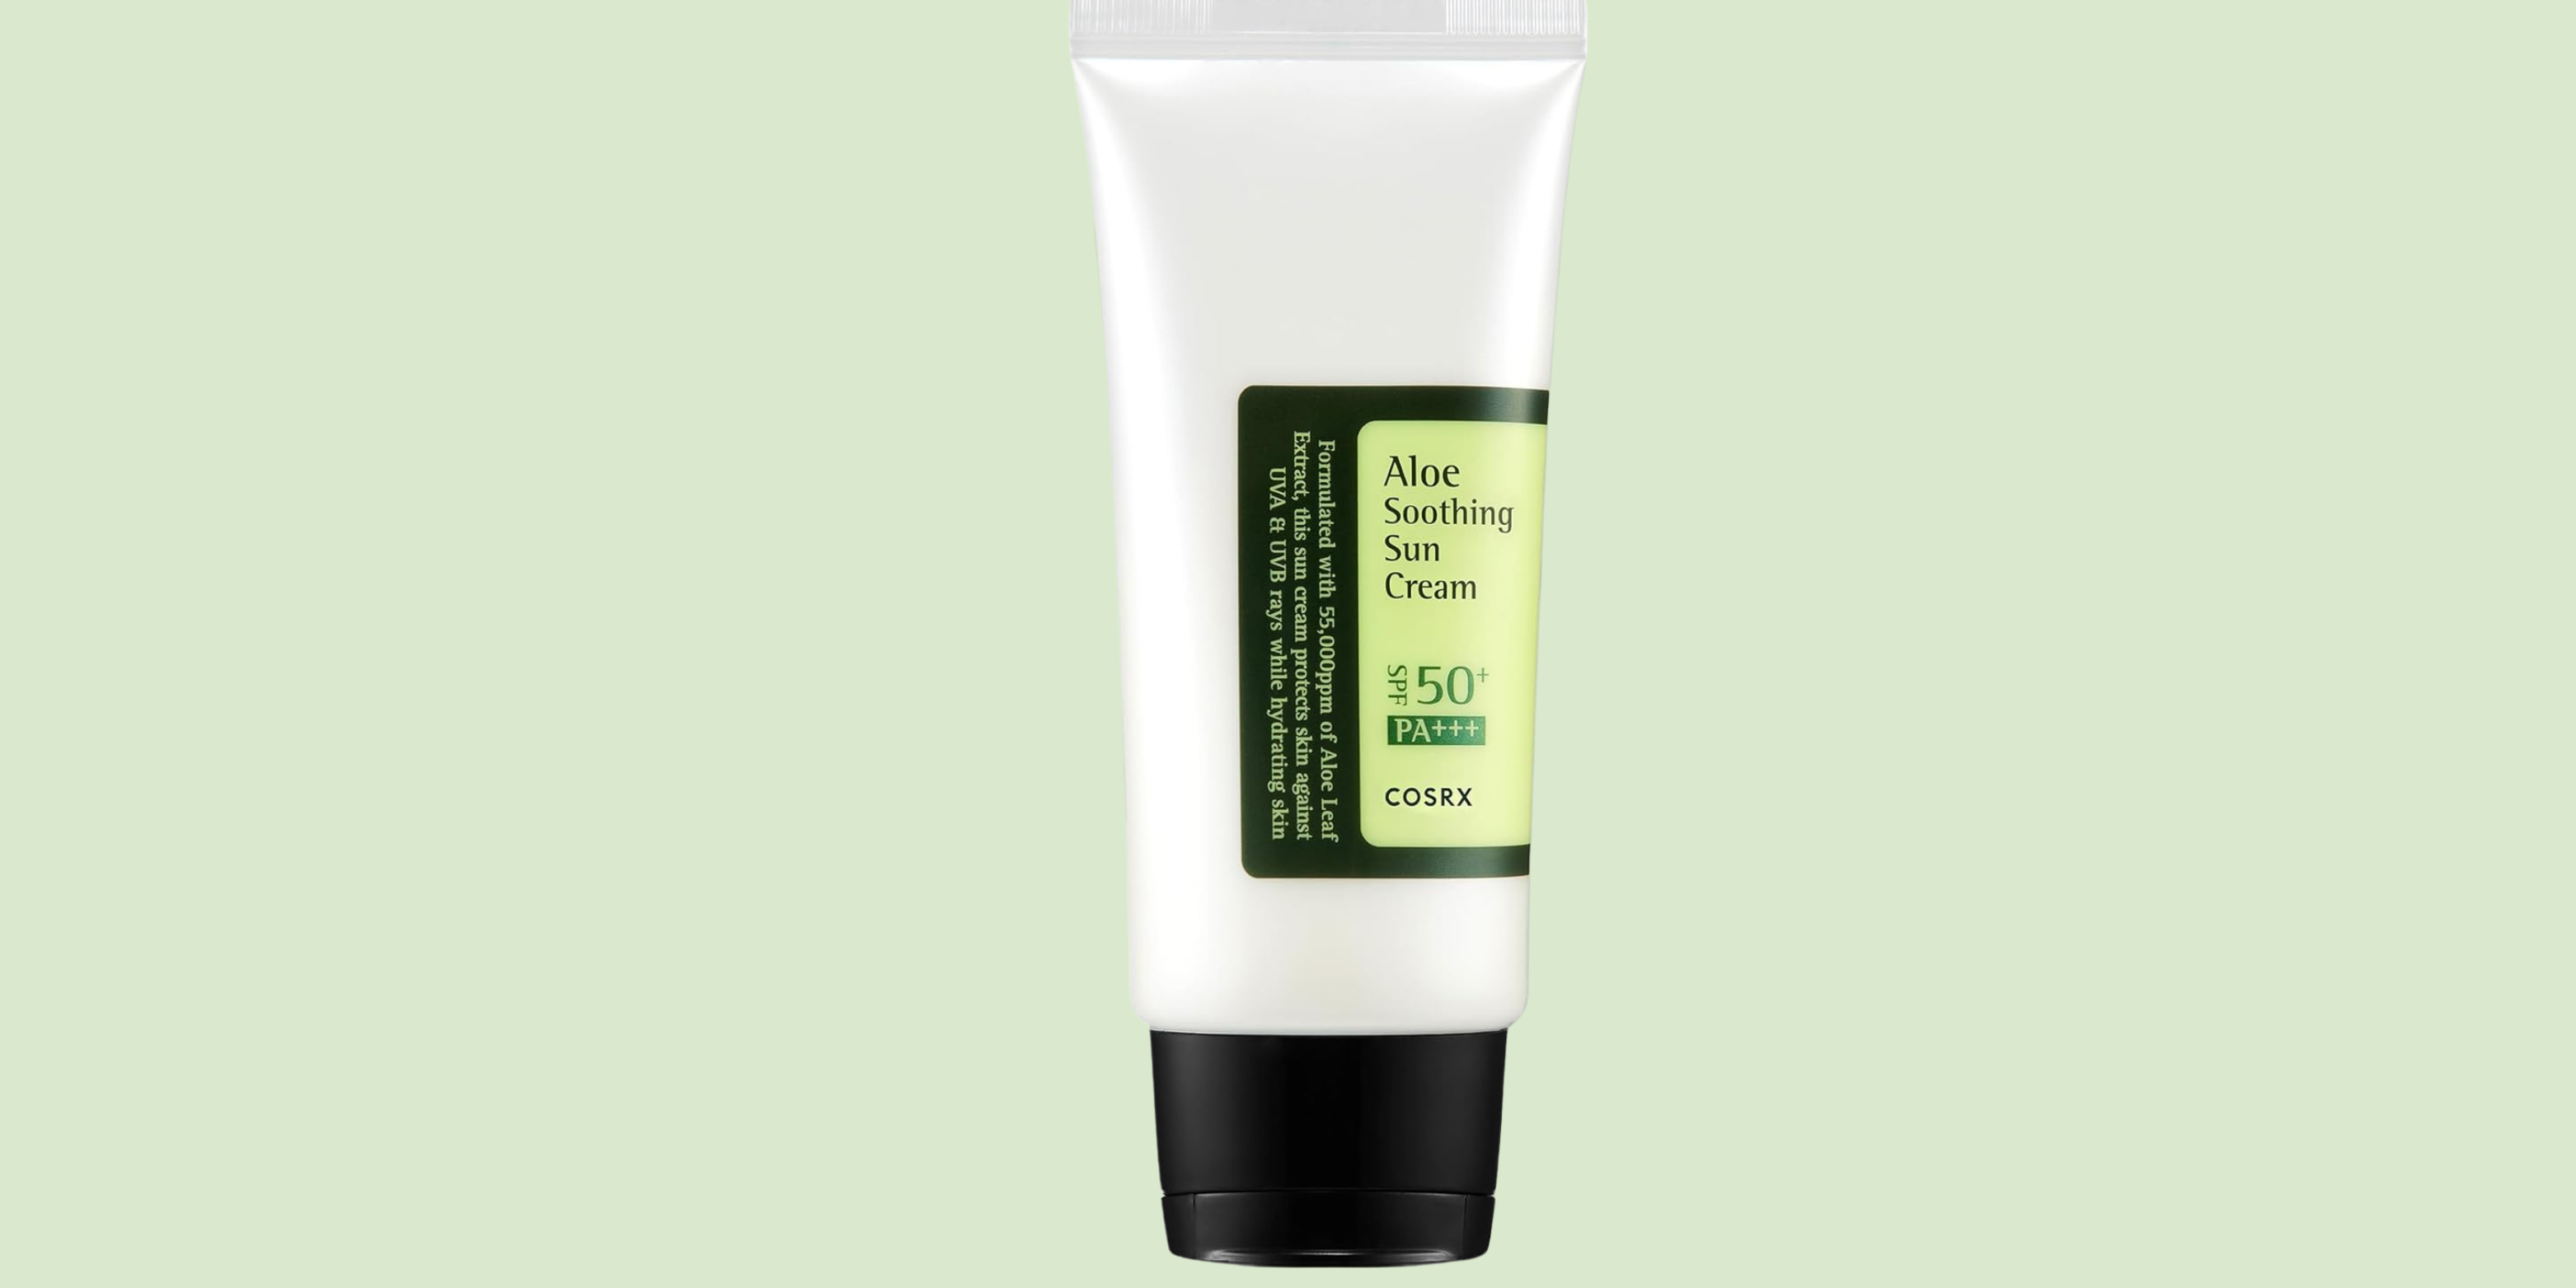 Formulated with 55,000ppm of Aloe Leaf
Extract, this sun cream protects skin against
UVA & UVB rays while hydrating skin
Aloe
Soothing
Sun
Cream
SPF 50+
PA+++
COSRX